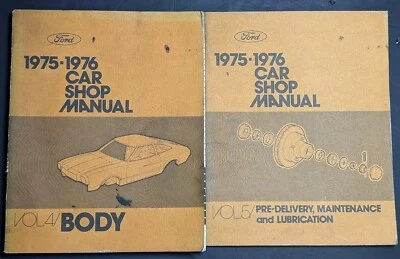 Ford
1975-1976
CAR
SHOP
MANUAL
VOL.4/ BODY
Ford
1975-1976
CAR
SHOP
MANUAL
VOL.5/ PRE-DELIVERY, MAINTENANCE
and LUBRICATION